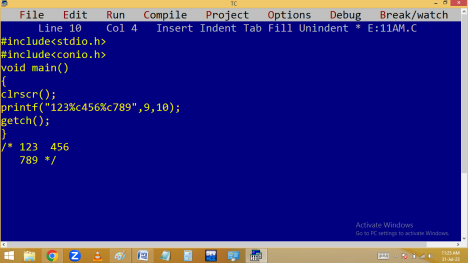 TC
File Edit Run Compile Project Options Debug Break/watch
Line 10 Col 4 Insert Indent Tab Fill Unindent * E:11AM.C
#include<stdio.h>
#include<conio.h>
void main()
{
clrscr();
printf("123%c456%c789",9,10);
getch();
}
/* 123 456
789 */
Activate Windows
Go to PC settings to activate Windows.